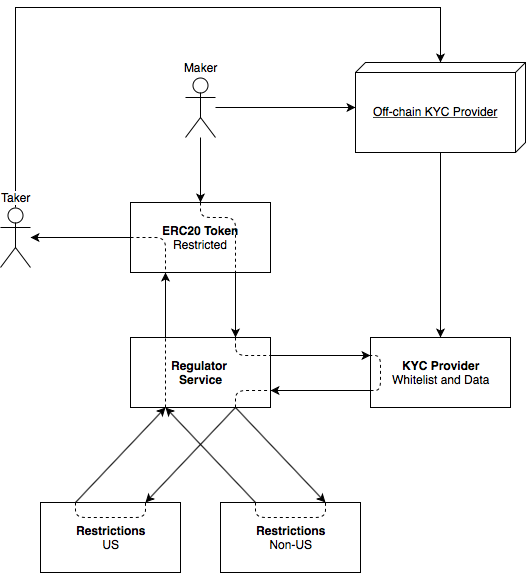 Maker
Off-chain KYC Provider
Taker
ERC20 Token
Restricted
Regulator
Service
KYC Provider
Whitelist and Data
Restrictions
US
Restrictions
Non-US